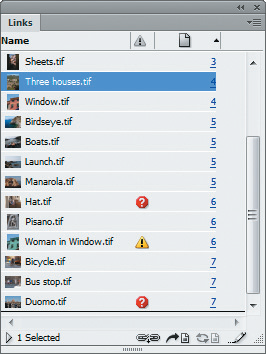 Links
Name
Sheets.tif 3
Three houses.tif 4
Window.tif 4
Birdseye.tif 5
Boats.tif 5
Launch.tif 5
Manarola.tif 5
Hat.tif ? 6
Pisano.tif 6
Woman in Window.tif 6
Bicycle.tif 7
Bus stop.tif 7
Duomo.tif ? 7
1 Selected